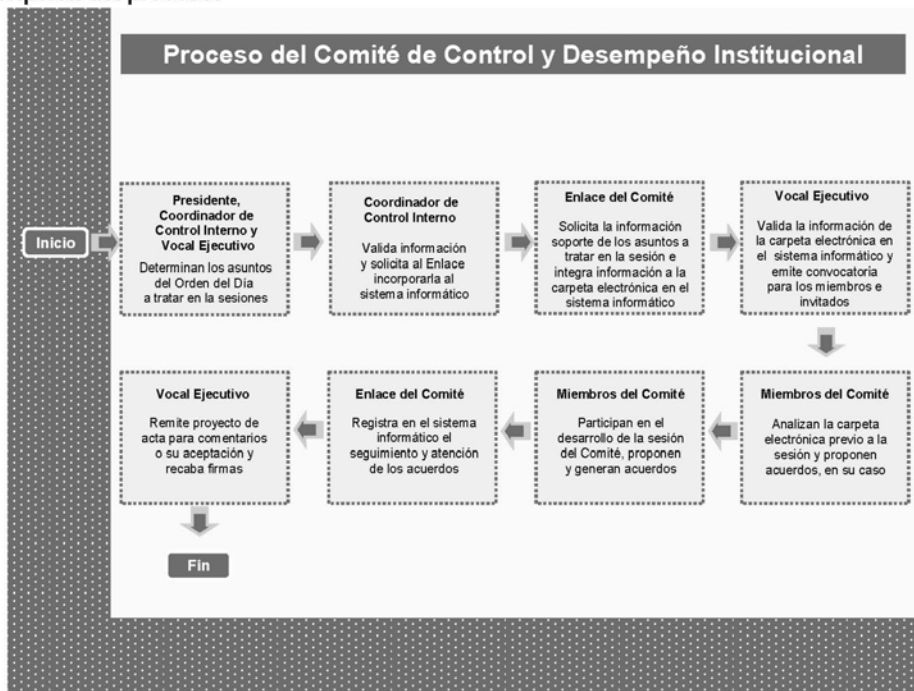 Proceso del Comité de Control y Desempeño Institucional
Inicio
Presidente,
Coordinador de
Control Interno y
Vocal Ejecutivo
Determinan los asuntos
del Orden del Día
a tratar en la sesiones
Coordinador de
Control Interno
Valida información
y solicita al Enlace
incorporarla al
sistema informático
Enlace del Comité
Solicita la información
soporte de los asuntos a
tratar en la sesión e
integra información a la
carpeta electrónica en el
sistema informático
Vocal Ejecutivo
Valida la información de
la carpeta electrónica en
el sistema informático y
emite convocatoria
para los miembros e
invitados
Miembros del Comité
Analizan la carpeta
electrónica previo a la
sesión y proponen
acuerdos, en su caso
Miembros del Comité
Participan en el
desarrollo de la sesión
del Comité, proponen
y generan acuerdos
Enlace del Comité
Registra en el sistema
informático el
seguimiento y atención
de los acuerdos
Vocal Ejecutivo
Remite proyecto de
acta para comentarios
o su aceptación y
recaba firmas
Fin